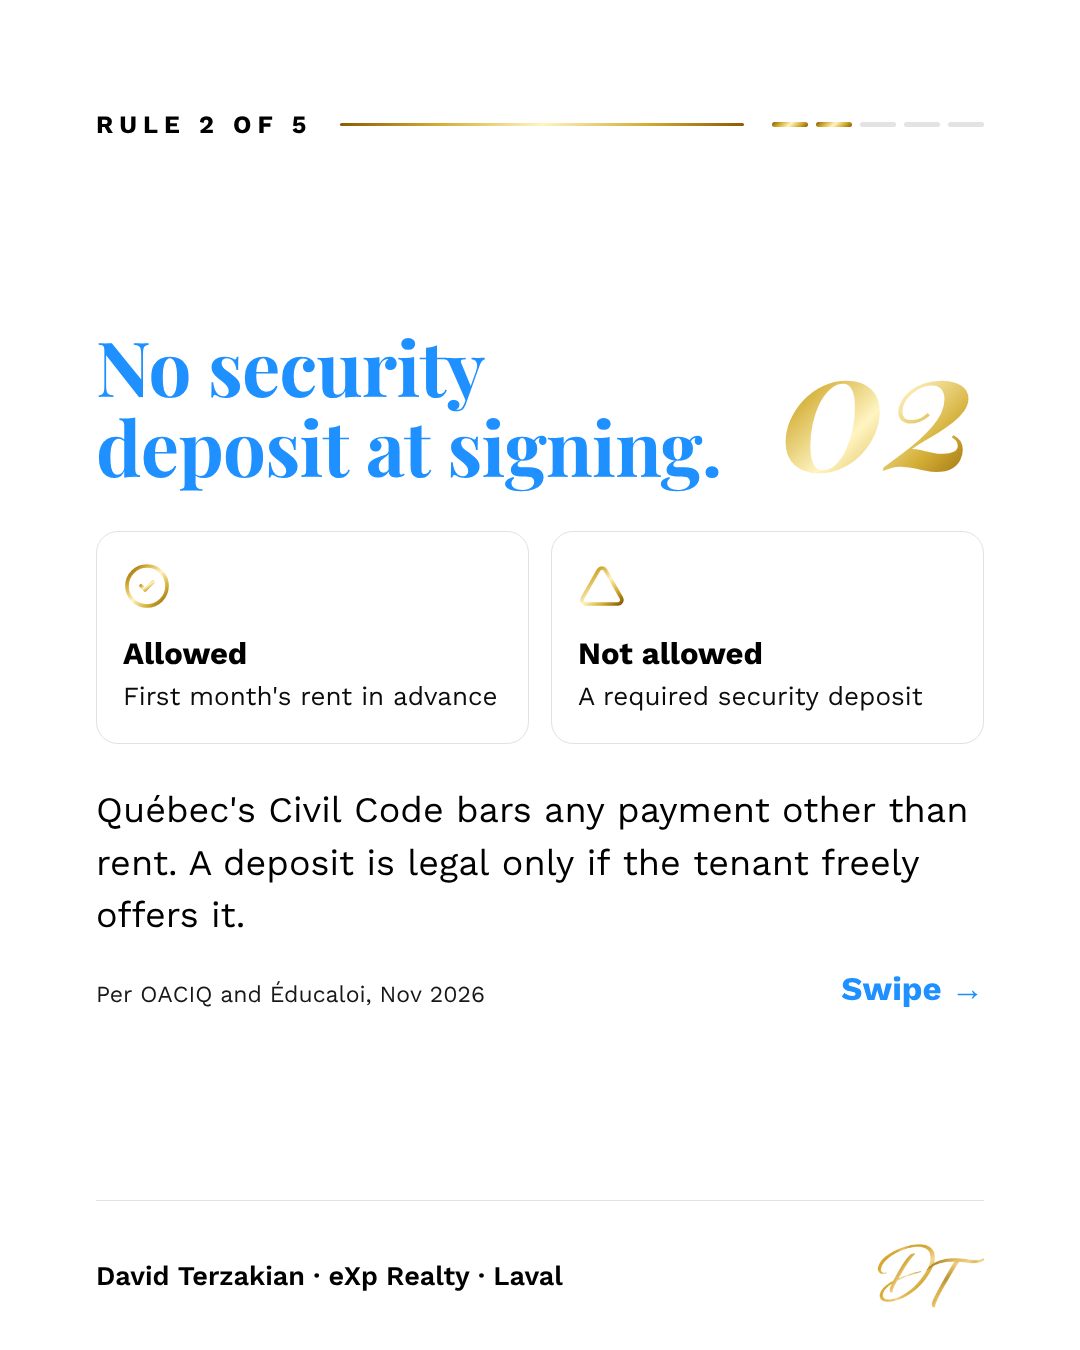 RULE 2 OF 5
No security
deposit at signing.
02
Allowed
First month's rent in advance
Not allowed
A required security deposit
Québec's Civil Code bars any payment other than
rent. A deposit is legal only if the tenant freely
offers it.
Per OACIQ and Éducaloi, Nov 2026
Swipe →
David Terzakian · eXp Realty · Laval
DT